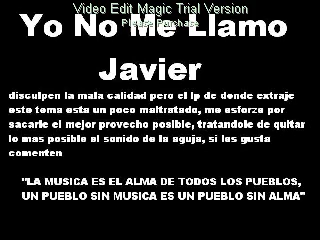 Video Edit Magic Trial Version
Please Purchase
Yo No Me Llamo
Javier
disculpen la mala calidad pero el lp de donde extraje
este tema esta un poco maltratado, me esforze por
sacarle el mejor provecho posible, tratandole de quitar
lo mas posible el sonido de la aguja, si les gusta
comenten
"LA MUSICA ES EL ALMA DE TODOS LOS PUEBLOS,
UN PUEBLO SIN MUSICA ES UN PUEBLO SIN ALMA"